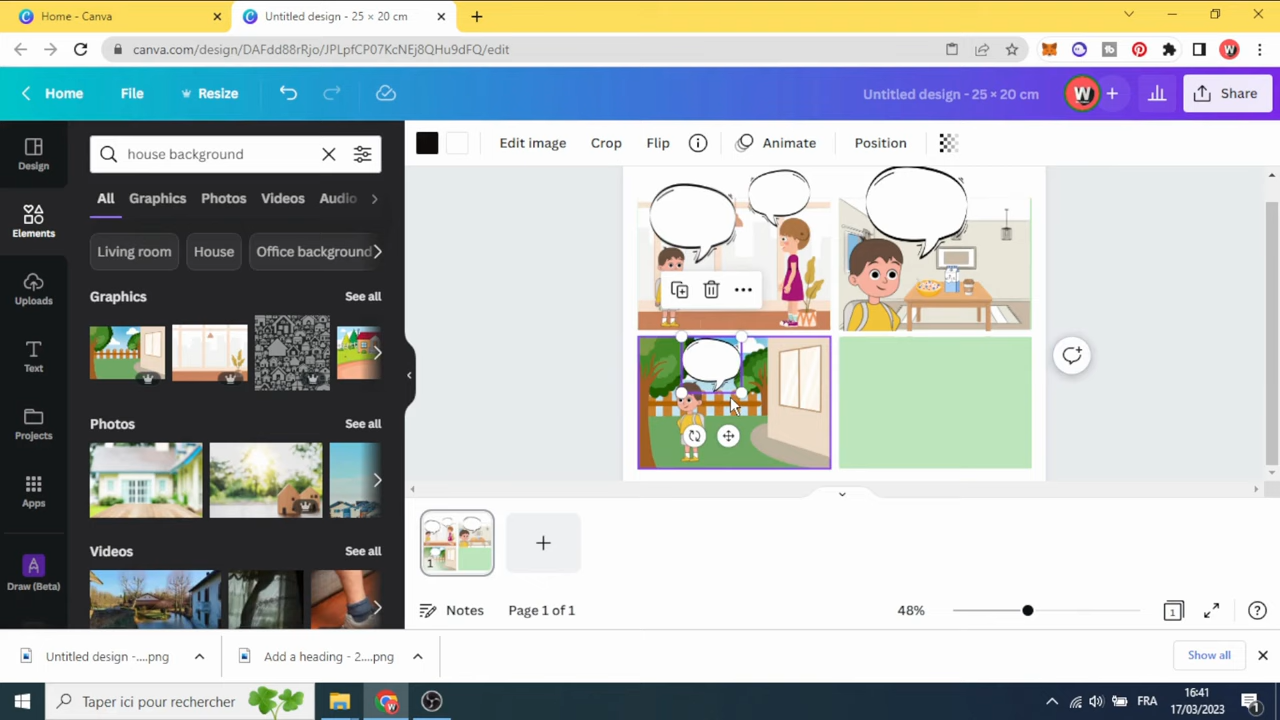 Home - Canva
Untitled design - 25 × 20 cm
canva.com/design/DAFdd88rRjo/JPLpfCP07KcNEj8QHu9dFQ/edit
Home
File
Resize
Untitled design - 25 × 20 cm
W
Share
Design
house background
Edit image
Crop
Flip
Animate
Position
All
Graphics
Photos
Videos
Audio
Elements
Living room
House
Office background
Uploads
Graphics
See all
Text
Projects
Photos
See all
Apps
Videos
See all
Draw (Beta)
1
Notes
Page 1 of 1
48%
1
Untitled design -....png
Add a heading - 2....png
Show all
Taper ici pour rechercher
FRA
16:41
17/03/2023
1